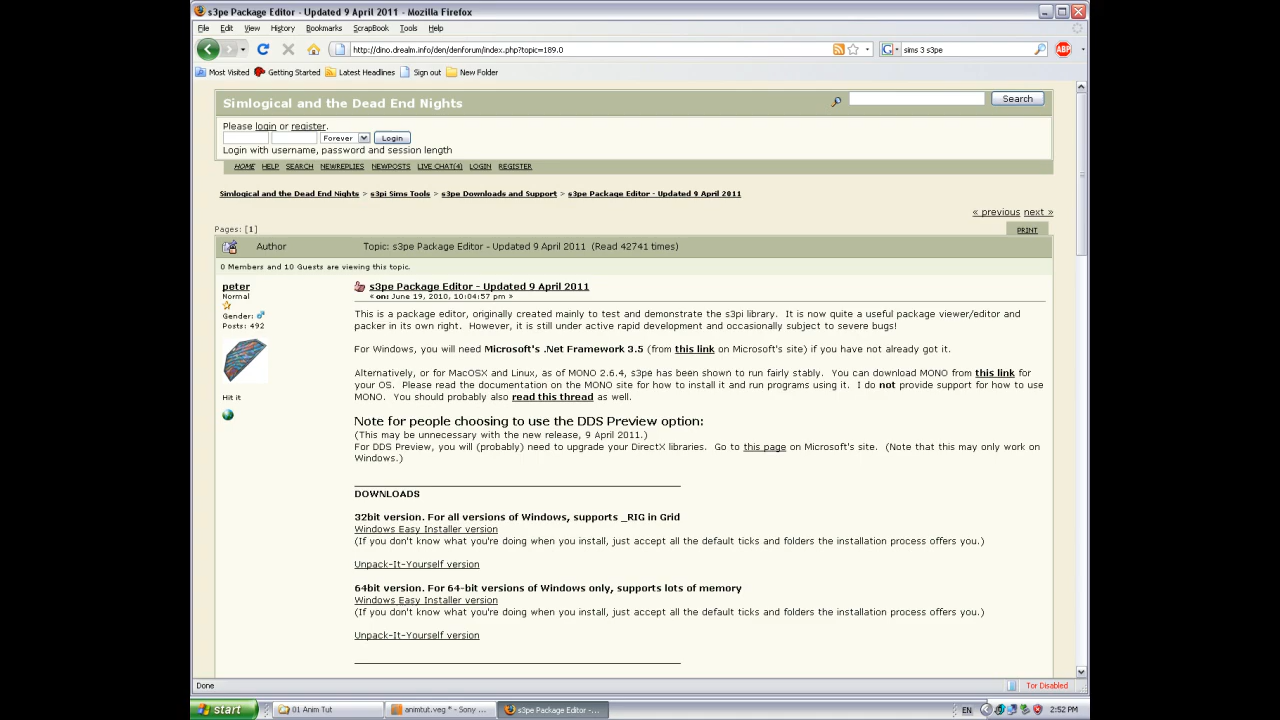 s3pe Package Editor - Updated 9 April 2011 - Mozilla Firefox
File Edit View History Bookmarks ScrapBook Tools Help
http://dino.drealm.info/den/denforum/index.php?topic=189.0
sims 3 s3pe
ABP
Most Visited Getting Started Latest Headlines Sign out New Folder
Simlogical and the Dead End Nights
Search
Please login or register.
Forever Login
Login with username, password and session length
HOME HELP SEARCH NEWREPLIES NEWPOSTS LIVE CHAT(4) LOGIN REGISTER
Simlogical and the Dead End Nights > s3pi Sims Tools > s3pe Downloads and Support > s3pe Package Editor - Updated 9 April 2011
« previous next »
Pages: [1]
PRINT
Author Topic: s3pe Package Editor - Updated 9 April 2011 (Read 42741 times)
0 Members and 10 Guests are viewing this topic.
peter
Normal
Gender:
Posts: 492
Hit it
s3pe Package Editor - Updated 9 April 2011
« on: June 19, 2010, 10:04:57 pm »
This is a package editor, originally created mainly to test and demonstrate the s3pi library. It is now quite a useful package viewer/editor and
packer in its own right. However, it is still under active rapid development and occasionally subject to severe bugs!
For Windows, you will need Microsoft's .Net Framework 3.5 (from this link on Microsoft's site) if you have not already got it.
Alternatively, or for MacOSX and Linux, as of MONO 2.6.4, s3pe has been shown to run fairly stably. You can download MONO from this link for
your OS. Please read the documentation on the MONO site for how to install it and run programs using it. I do not provide support for how to use
MONO. You should probably also read this thread as well.
Note for people choosing to use the DDS Preview option:
(This may be unnecessary with the new release, 9 April 2011.)
For DDS Preview, you will (probably) need to upgrade your DirectX libraries. Go to this page on Microsoft's site. (Note that this may only work on
Windows.)
DOWNLOADS
32bit version. For all versions of Windows, supports _RIG in Grid
Windows Easy Installer version
(If you don't know what you're doing when you install, just accept all the default ticks and folders the installation process offers you.)
Unpack-It-Yourself version
64bit version. For 64-bit versions of Windows only, supports lots of memory
Windows Easy Installer version
(If you don't know what you're doing when you install, just accept all the default ticks and folders the installation process offers you.)
Unpack-It-Yourself version
Done
Tor Disabled
start 01 Anim Tut animtut.veg * - Sony ... s3pe Package Editor -... EN 2:52 PM